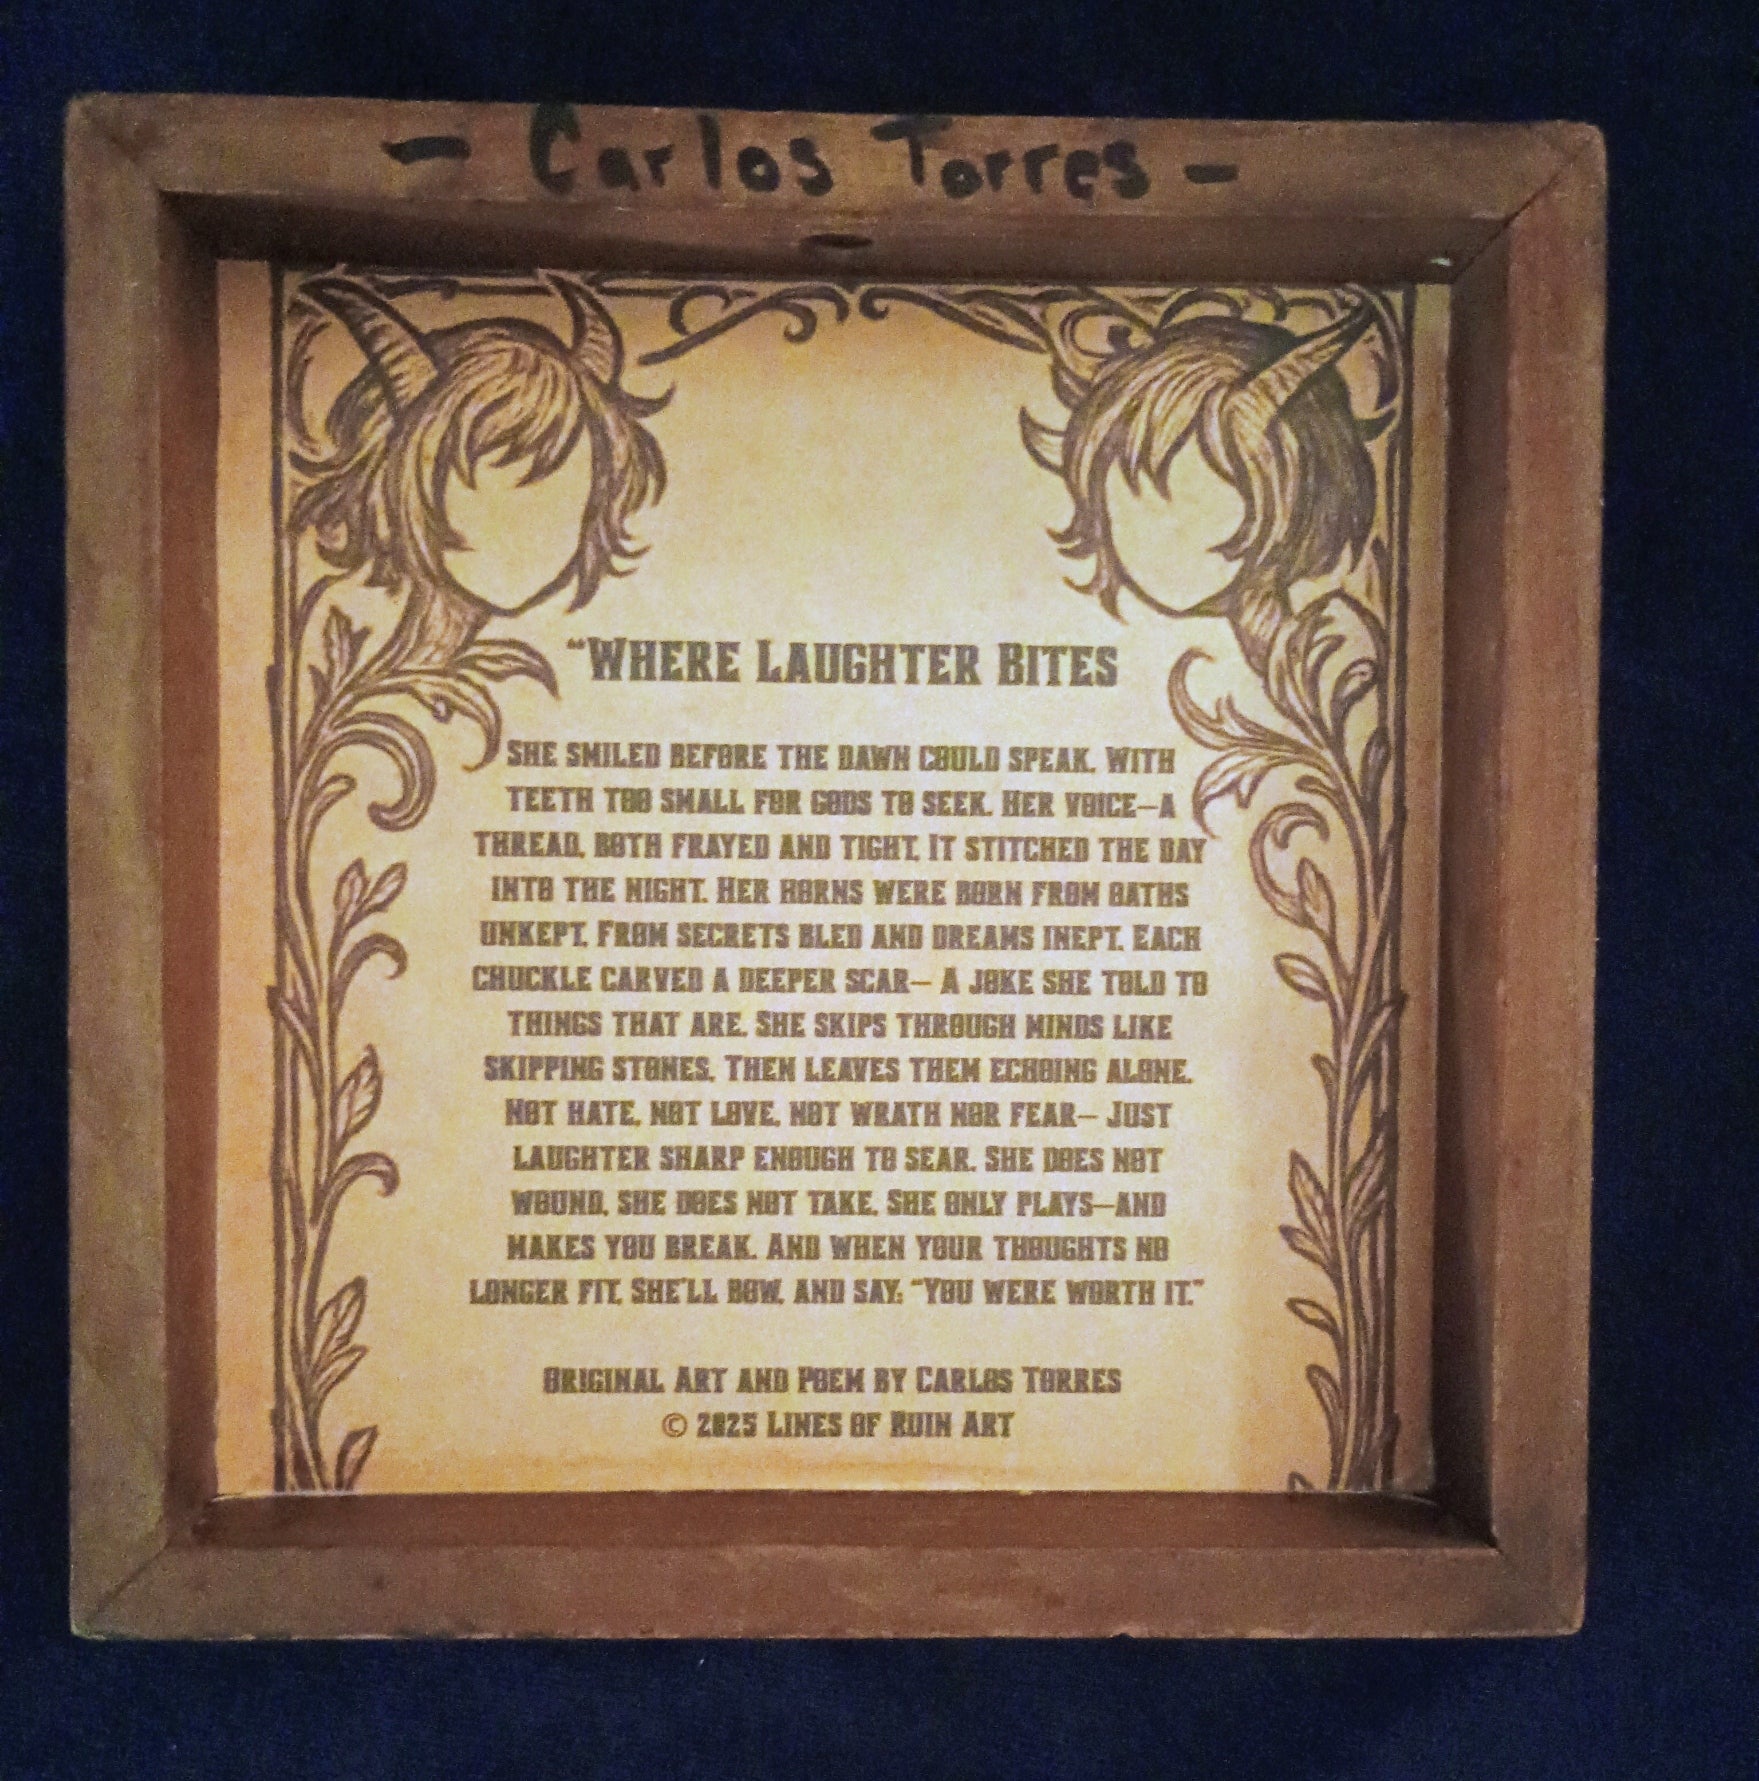 - Carlos Torres -
"Where Laughter Bites
She smiled before the dawn could speak. With
teeth too small for gods to seek. Her voice—a
thread, both frayed and tight. It stitched the day
into the night. Her horns were born from oaths
unkept. From secrets bled and dreams inept. Each
chuckle carved a deeper scar— A joke she told to
things that are. She skips through minds like
skipping stones, Then leaves them echoing alone.
Not hate, not love, not wrath nor fear— Just
laughter sharp enough to sear. She does not
wound, she does not take, She only plays—and
makes you break. And when your thoughts no
longer fit, She'll bow, and say: "You were worth it."
Original Art and Poem by Carlos Torres
© 2025 Lines of Ruin Art